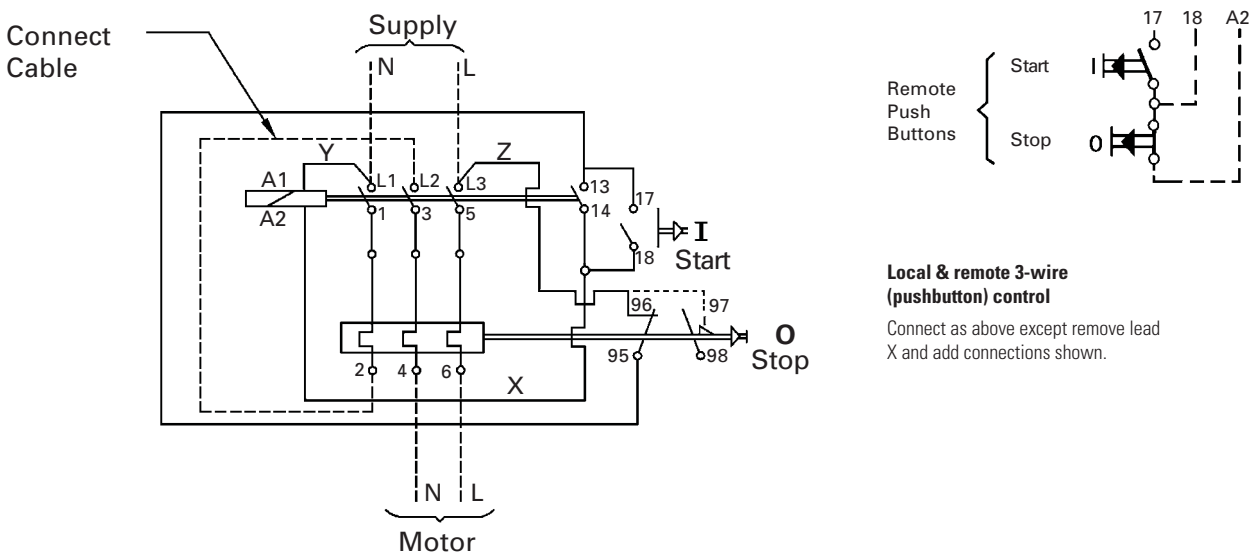 Connect
Cable
Supply
N L
Y Z
A1 L1 L2 L3 13
A2 1 3 5 14 17
18
I
Start
96 97
95 98
O
Stop
2 4 6
X
N L
Motor
17 18 A2
Remote
Push
Buttons
Start I
Stop O
Local & remote 3-wire
(pushbutton) control
Connect as above except remove lead
X and add connections shown.